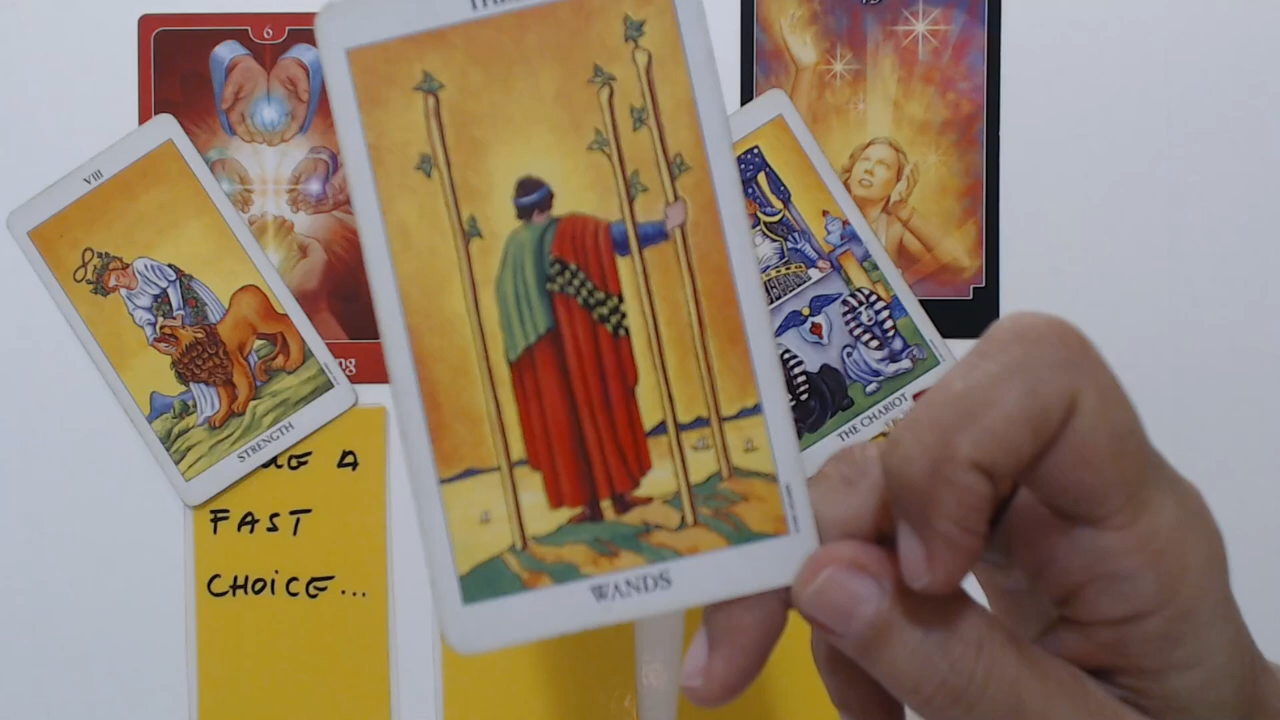 6
VIII
STRENGTH
WANDS
THE CHARIOT
A
FAST
CHOiCE...